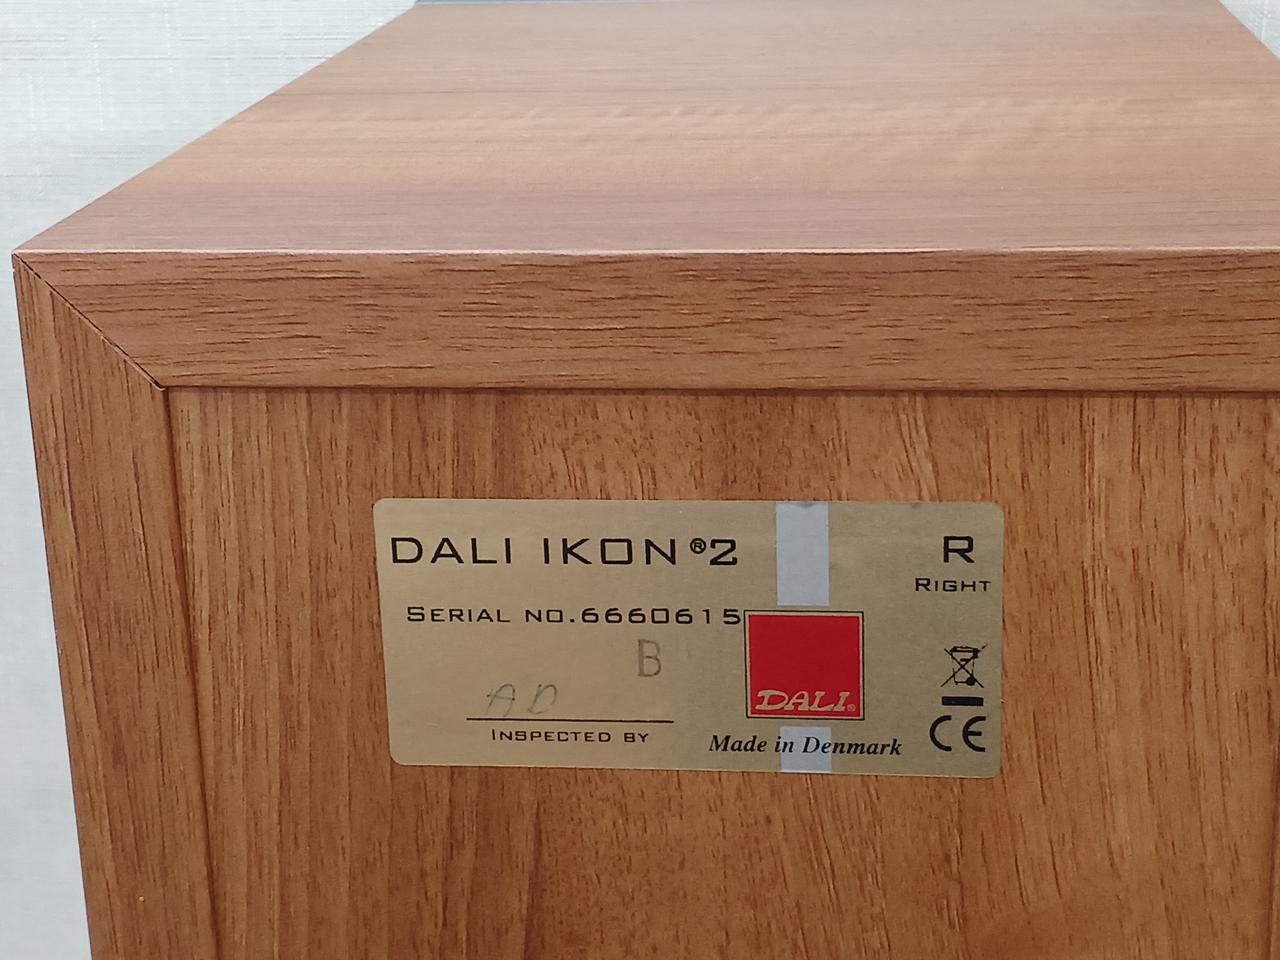 DALI IKON ®2
R
RIGHT
SERIAL NO.6660615
B
AD
INSPECTED BY
DALI®
Made in Denmark
CE